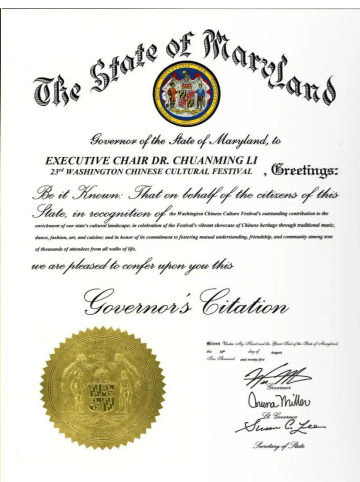 The State of Maryland
Governor of the State of Maryland, to
EXECUTIVE CHAIR DR. CHUANMING LI
23rd WASHINGTON CHINESE CULTURAL FESTIVAL , Greetings:
Be it Known: That on behalf of the citizens of this
State, in recognition of the Washington Chinese Culture Festival's outstanding contribution to the
enrichment of our state's cultural landscape; in celebration of the Festival's vibrant showcase of Chinese heritage through traditional music,
dance, fashion, art, and cuisine; and in honor of its commitment to fostering mutual understanding, friendship, and community among tens
of thousands of attendees from all walks of life,
we are pleased to confer upon you this
Governor's Citation
Given Under My Hand and the Great Seal of the State of Maryland,
this 30th day of August
Two Thousand and twenty-five
Governor
Aruna Miller
Lt. Governor
Susan C. Lee
Secretary of State